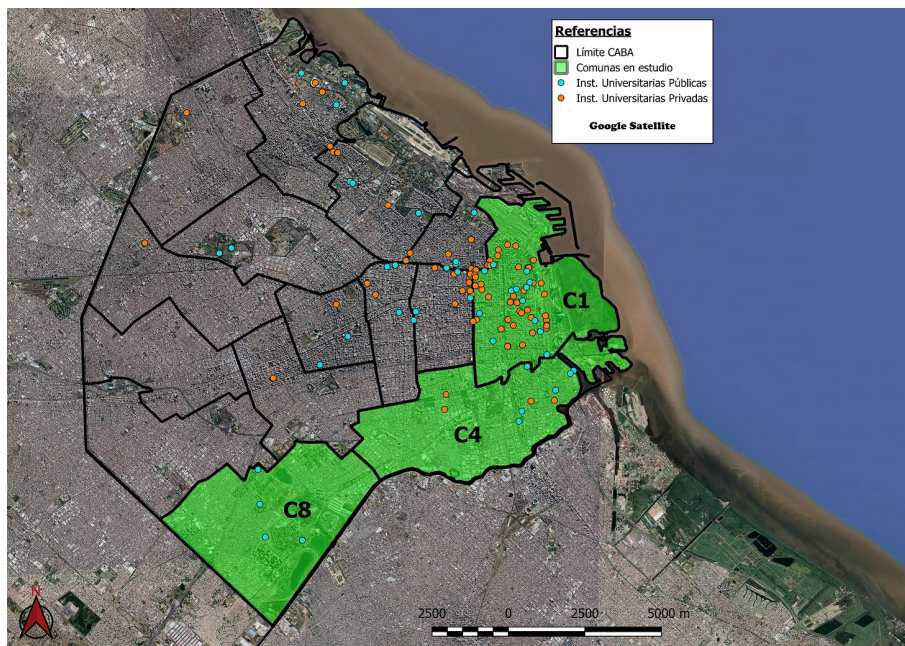 Referencias
Límite CABA
Comunas en estudio
Inst. Universitarias Públicas
Inst. Universitarias Privadas
Google Satellite
C1
C4
C8
N
2500 0 2500 5000 m